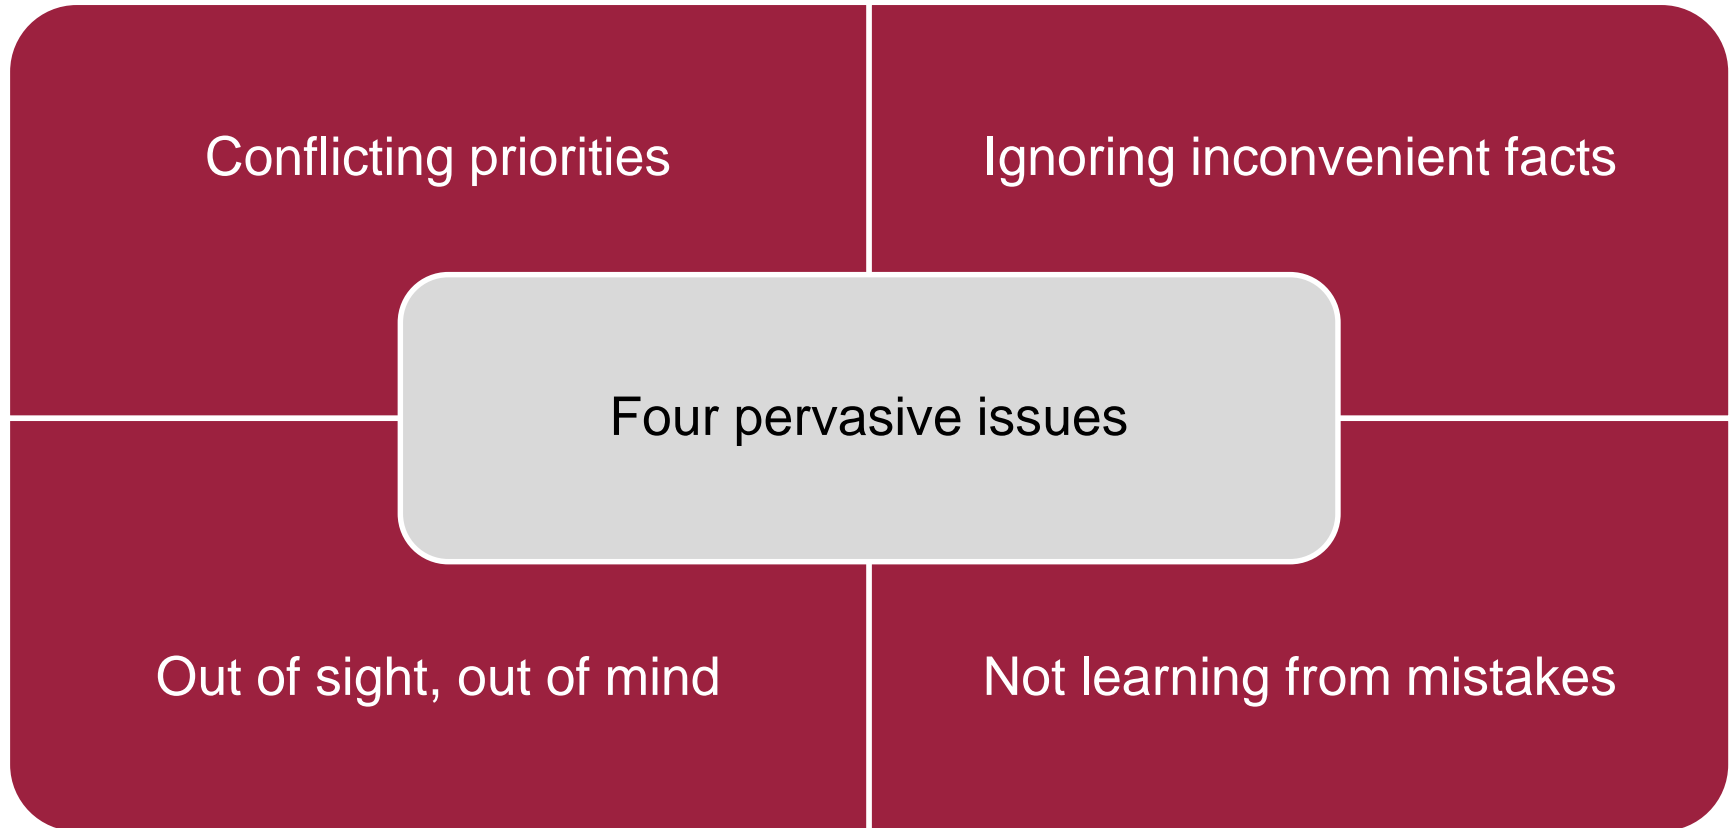 Conflicting priorities
Ignoring inconvenient facts
Four pervasive issues
Out of sight, out of mind
Not learning from mistakes